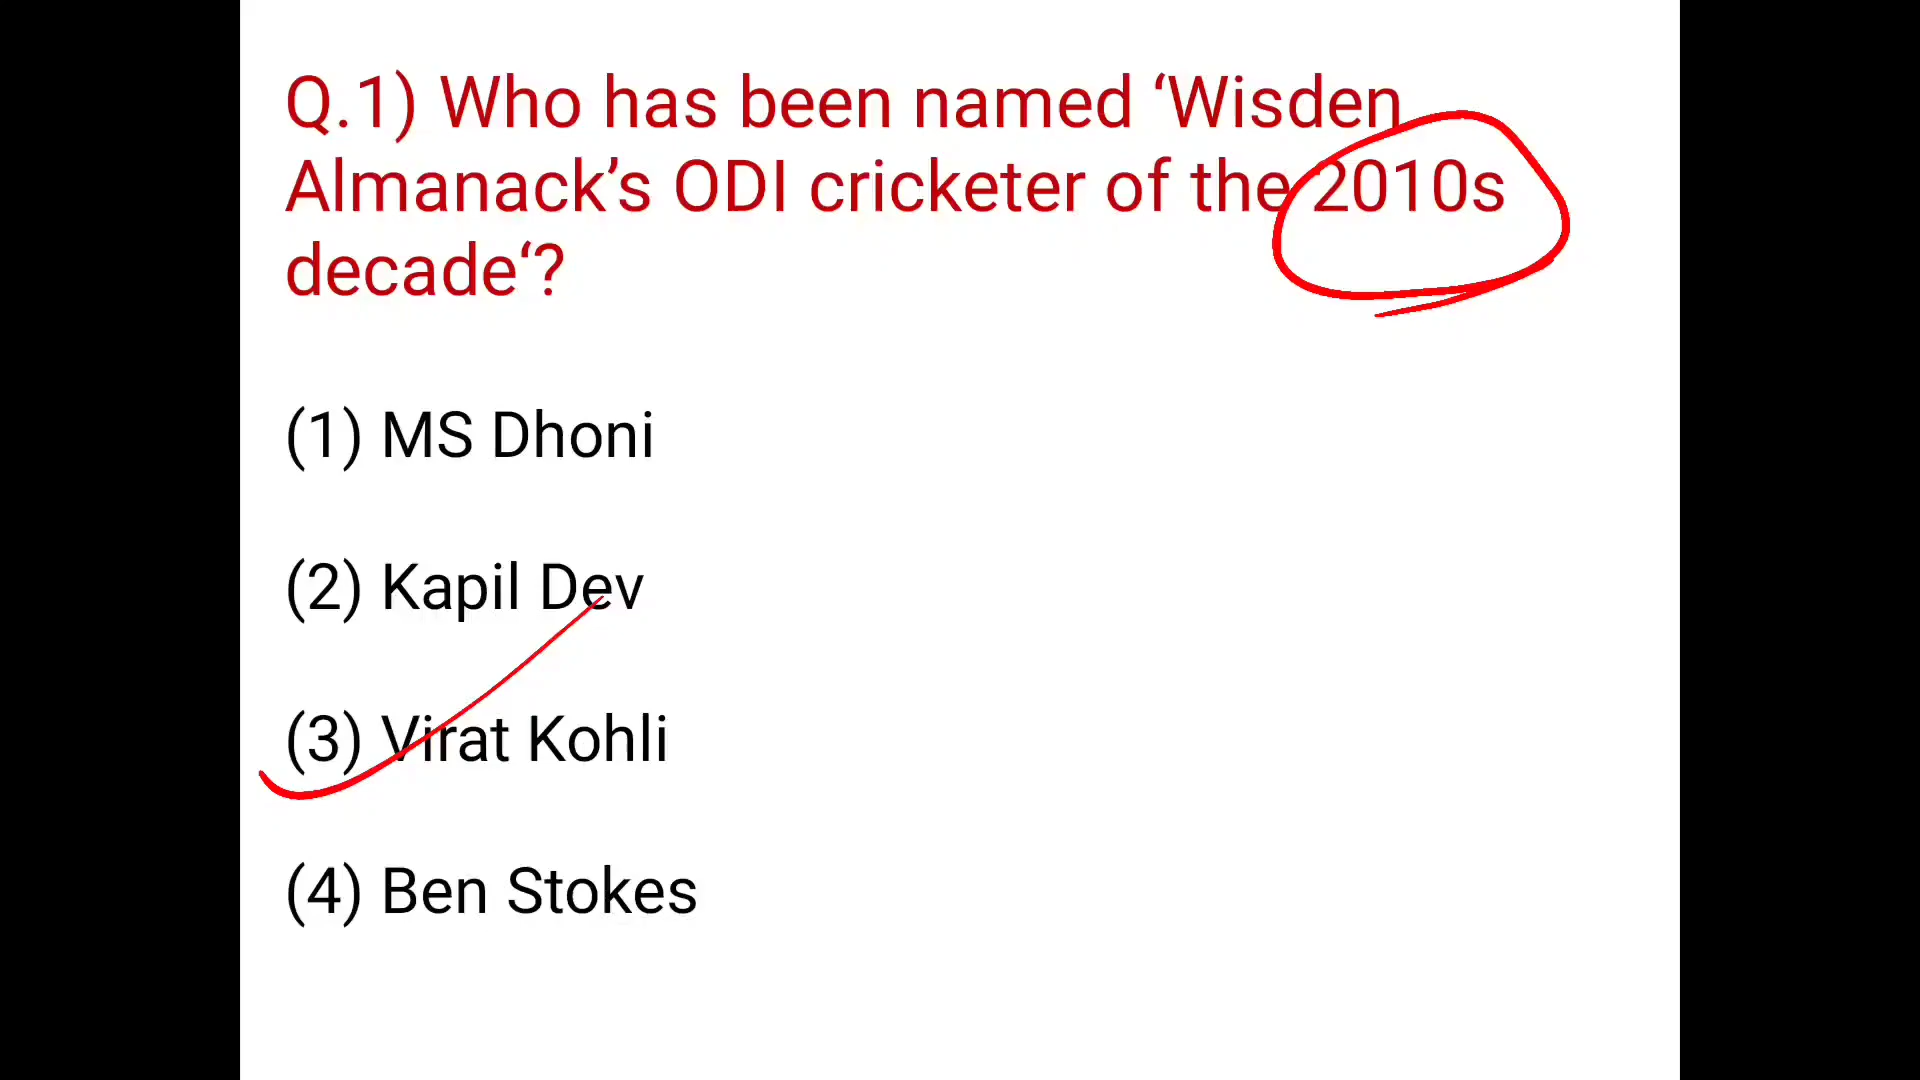 Q.1) Who has been named ‘Wisden
Almanack’s ODI cricketer of the 2010s
decade‘?
(1) MS Dhoni
(2) Kapil Dev
(3) Virat Kohli
(4) Ben Stokes